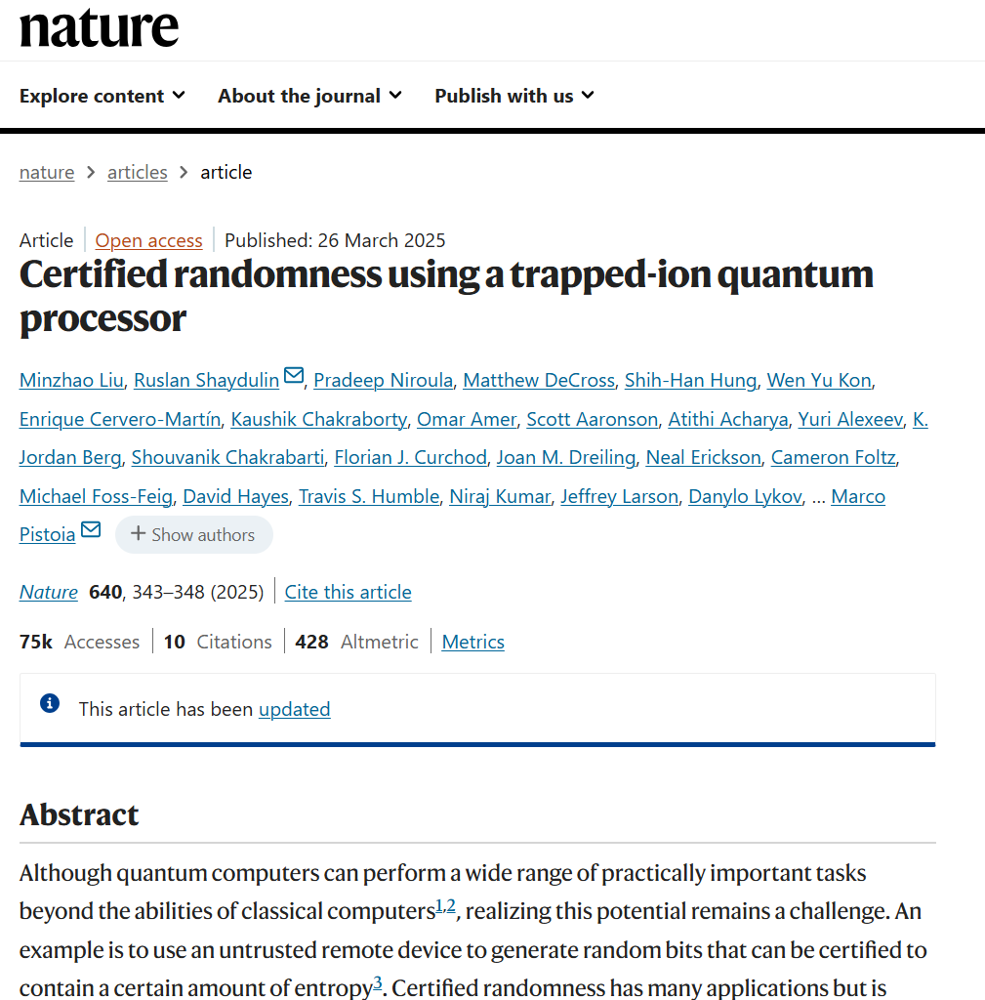 nature
Explore content About the journal Publish with us
nature > articles > article
Article Open access Published: 26 March 2025
Certified randomness using a trapped-ion quantum
processor
Minzhao Liu, Ruslan Shaydulin, Pradeep Niroula, Matthew DeCross, Shih-Han Hung, Wen Yu Kon,
Enrique Cervero-Martín, Kaushik Chakraborty, Omar Amer, Scott Aaronson, Atithi Acharya, Yuri Alexeev, K.
Jordan Berg, Shouvanik Chakrabarti, Florian J. Curchod, Joan M. Dreiling, Neal Erickson, Cameron Foltz,
Michael Foss-Feig, David Hayes, Travis S. Humble, Niraj Kumar, Jeffrey Larson, Danylo Lykov, ... Marco
Pistoia + Show authors
Nature 640, 343–348 (2025) Cite this article
75k Accesses 10 Citations 428 Altmetric Metrics
This article has been updated
Abstract
Although quantum computers can perform a wide range of practically important tasks
beyond the abilities of classical computers1,2, realizing this potential remains a challenge. An
example is to use an untrusted remote device to generate random bits that can be certified to
contain a certain amount of entropy3. Certified randomness has many applications but is